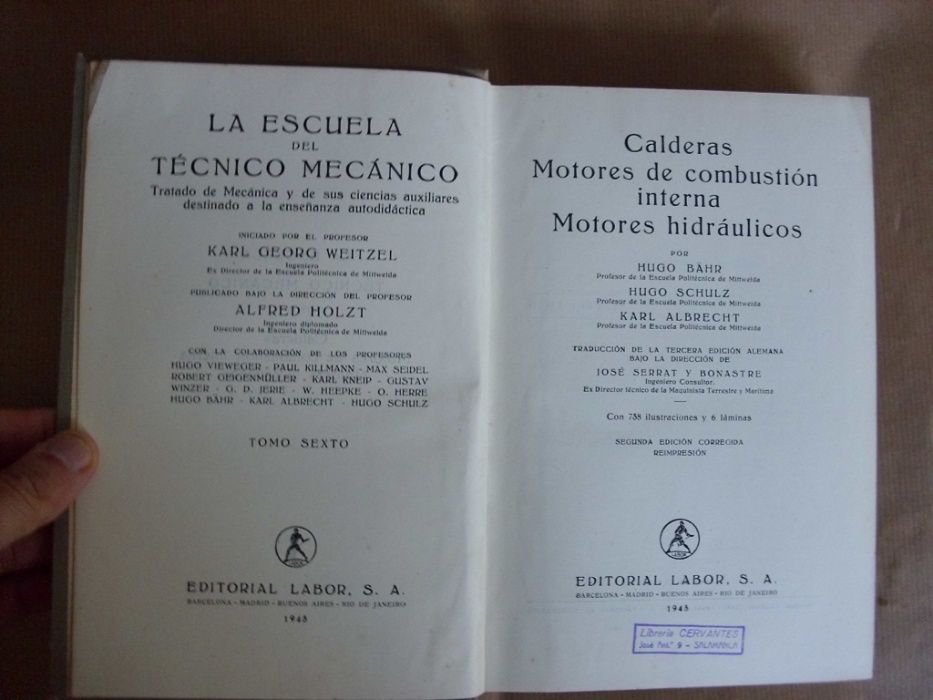 LA ESCUELA
DEL
TÉCNICO MECÁNICO
Tratado de Mecánica y de sus ciencias auxiliares
destinado a la enseñanza autodidáctica
INICIADO POR EL PROFESOR
KARL GEORG WEITZEL
Ingeniero
Ex Director de la Escuela Politécnica de Mittweida
PUBLICADO BAJO LA DIRECCIÓN DEL PROFESOR
ALFRED HOLZT
Ingeniero diplomado
Director de la Escuela Politécnica de Mittweida
CON LA COLABORACIÓN DE LOS PROFESORES
HUGO VIEWEGER - PAUL KILLMANN - MAX SEIDEL
ROBERT GEIGENMÜLLER - KARL KNEIP - GUSTAV
WINZER - G. D. JERIE - W. HEEPKE - O. HERRE
HUGO BÄHR - KARL ALBRECHT - HUGO SCHULZ
TOMO SEXTO
LABOR
EDITORIAL LABOR, S. A.
BARCELONA - MADRID - BUENOS AIRES - RIO DE JANEIRO
1945
Calderas
Motores de combustión
interna
Motores hidráulicos
POR
HUGO BÄHR
Profesor de la Escuela Politécnica de Mittweida
HUGO SCHULZ
Profesor de la Escuela Politécnica de Mittweida
KARL ALBRECHT
Profesor de la Escuela Politécnica de Mittweida
TRADUCCIÓN DE LA TERCERA EDICIÓN ALEMANA
BAJO LA DIRECCIÓN DE
JOSÉ SERRAT Y BONASTRE
Ingeniero Consultor.
Ex Director técnico de la Maquinista Terrestre y Marítima
Con 738 ilustraciones y 6 láminas
SEGUNDA EDICIÓN CORREGIDA
REIMPRESIÓN
LABOR
EDITORIAL LABOR, S. A.
BARCELONA - MADRID - BUENOS AIRES - RIO DE JANEIRO
1945
Librería CERVANTES
José Ant.º 9 - SALAMANCA